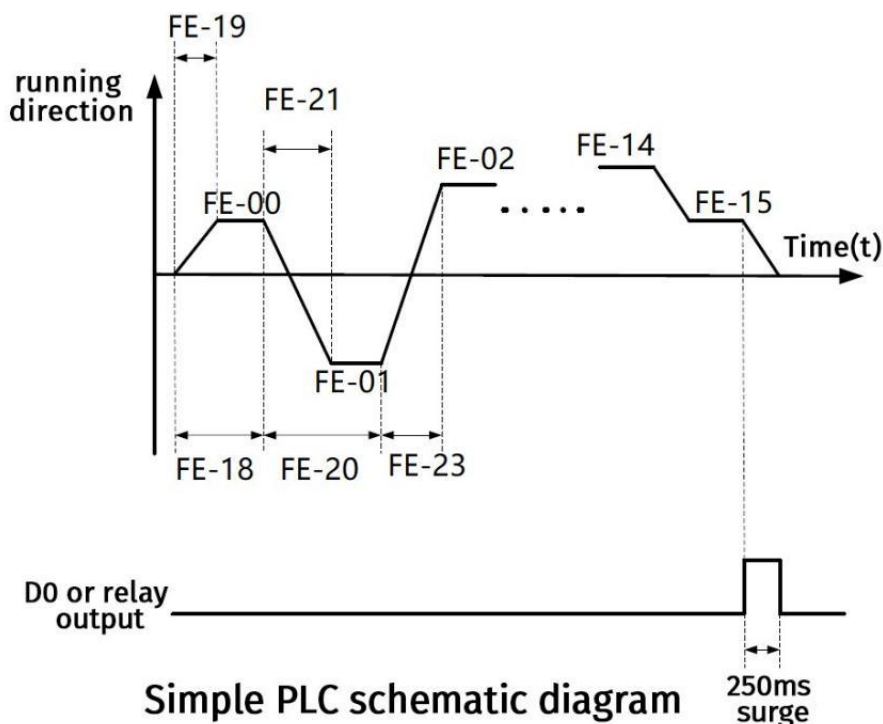 FE-19
running
direction
FE-21
FE-14
FE-02
FE-00
FE-15
Time(t)
FE-01
FE-18
FE-20
FE-23
D0 or relay
output
250ms
surge
Simple PLC schematic diagram